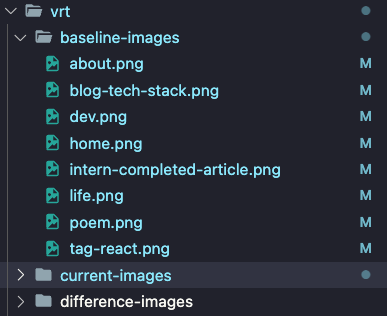 vrt
baseline-images
about.png M
blog-tech-stack.png M
dev.png M
home.png M
intern-completed-article.png M
life.png M
poem.png M
tag-react.png M
current-images
difference-images